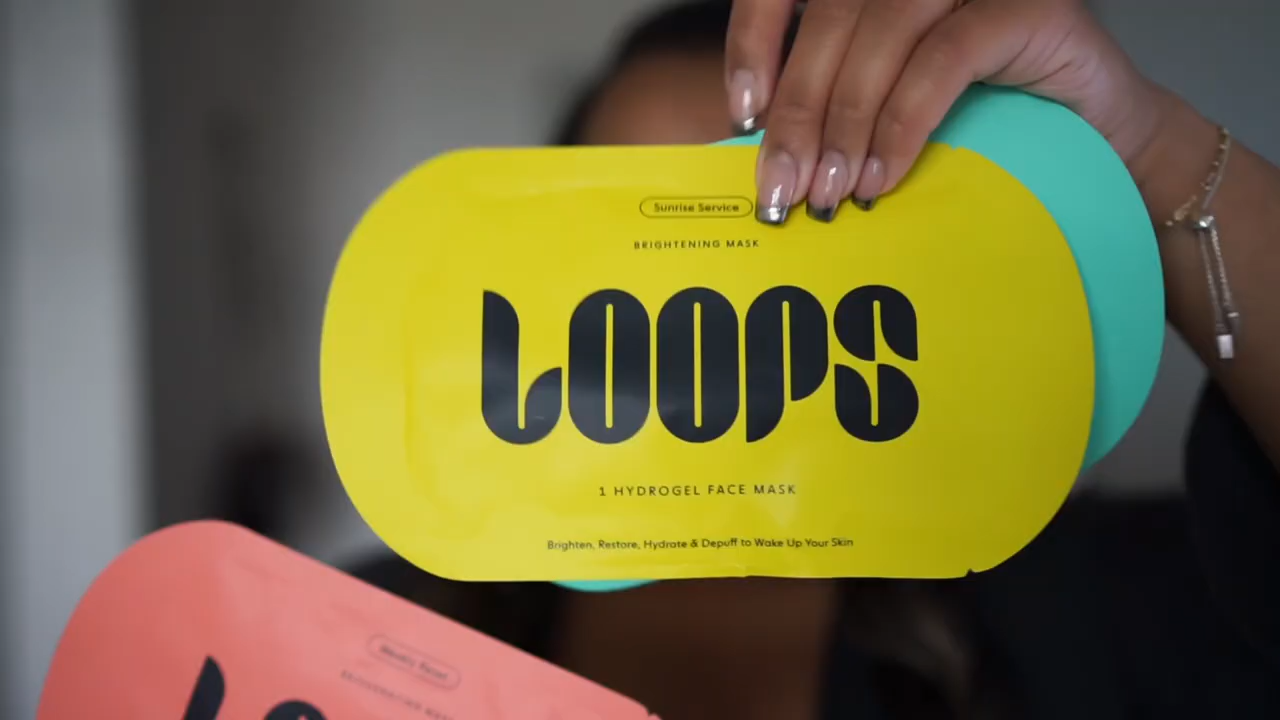 Sunrise Service
BRIGHTENING MASK
LOOPS
1 HYDROGEL FACE MASK
Brighten, Restore, Hydrate & Depuff to Wake Up Your Skin